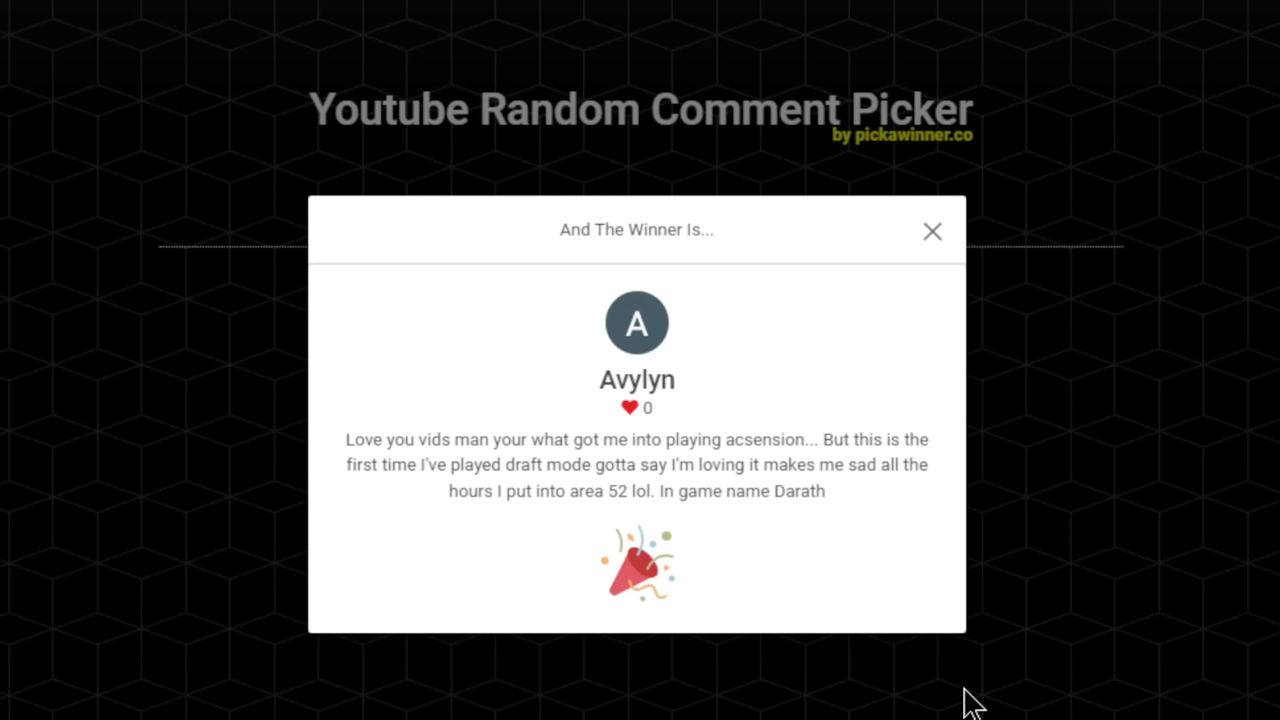 Youtube Random Comment Picker
by pickawinner.co
And The Winner Is...
A
Avylyn
0
Love you vids man your what got me into playing acsension... But this is the
first time I've played draft mode gotta say I'm loving it makes me sad all the
hours I put into area 52 lol. In game name Darath